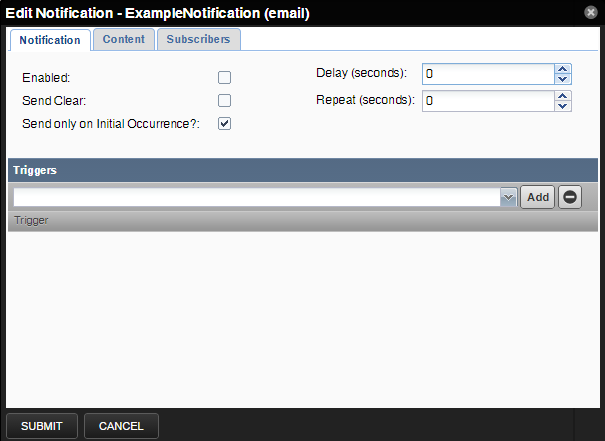 Edit Notification - ExampleNotification (email)
Notification Content Subscribers
Enabled: Delay (seconds): 0
Send Clear: Repeat (seconds): 0
Send only on Initial Occurrence?:
Triggers
Add
Trigger
SUBMIT CANCEL